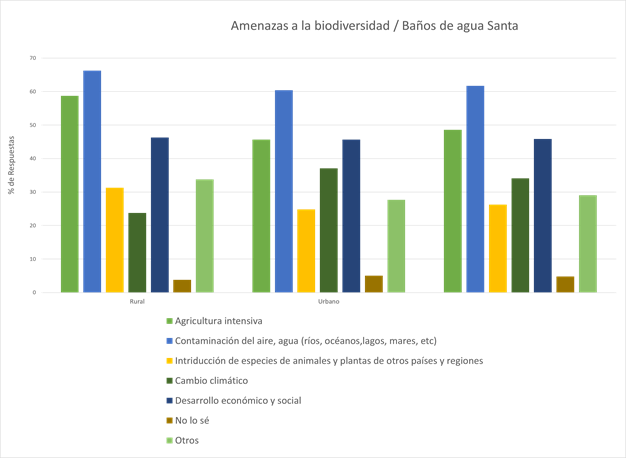 Amenazas a la biodiversidad / Baños de agua Santa
% de Respuestas
70
60
50
40
30
20
10
0
Rural
Urbano
Agricultura intensiva
Contaminación del aire, agua (ríos, océanos,lagos, mares, etc)
Intriducción de especies de animales y plantas de otros países y regiones
Cambio climático
Desarrollo económico y social
No lo sé
Otros